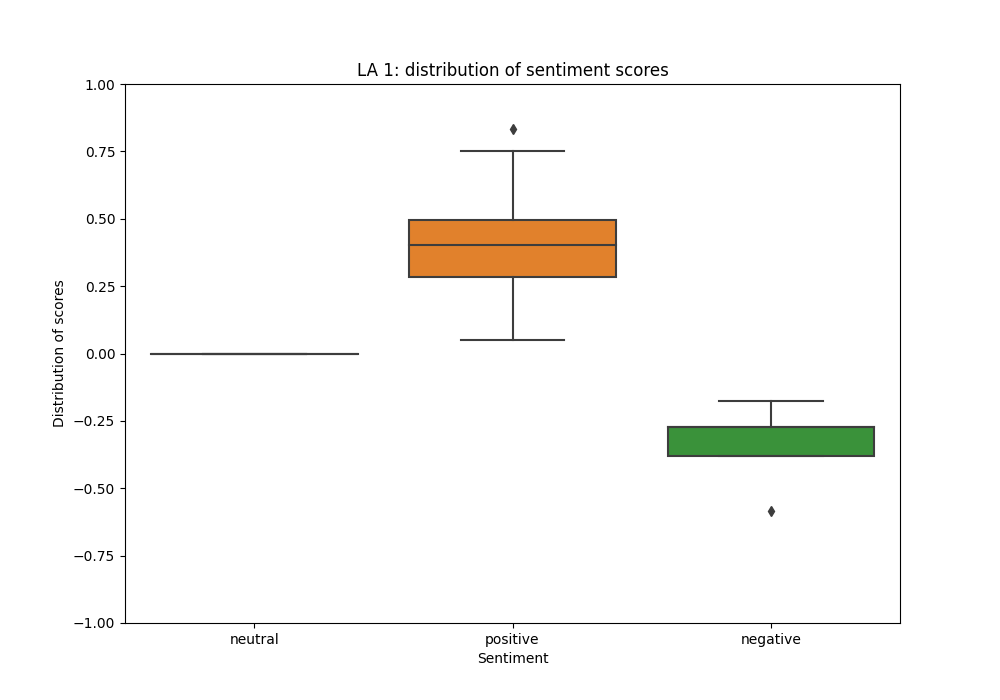 LA 1: distribution of sentiment scores
1.00
0.75
0.50
0.25
0.00
−0.25
−0.50
−0.75
−1.00
Distribution of scores
neutral positive negative
Sentiment